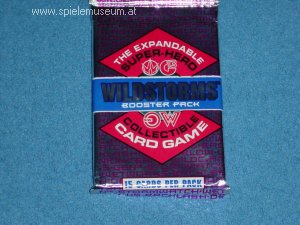 www.spielemuseum.at
THE EXPANDABLE
SUPER-HERO
WILDSTORMS
BOOSTER PACK
COLLECTIBLE
CARD GAME
15 CARDS PER PACK